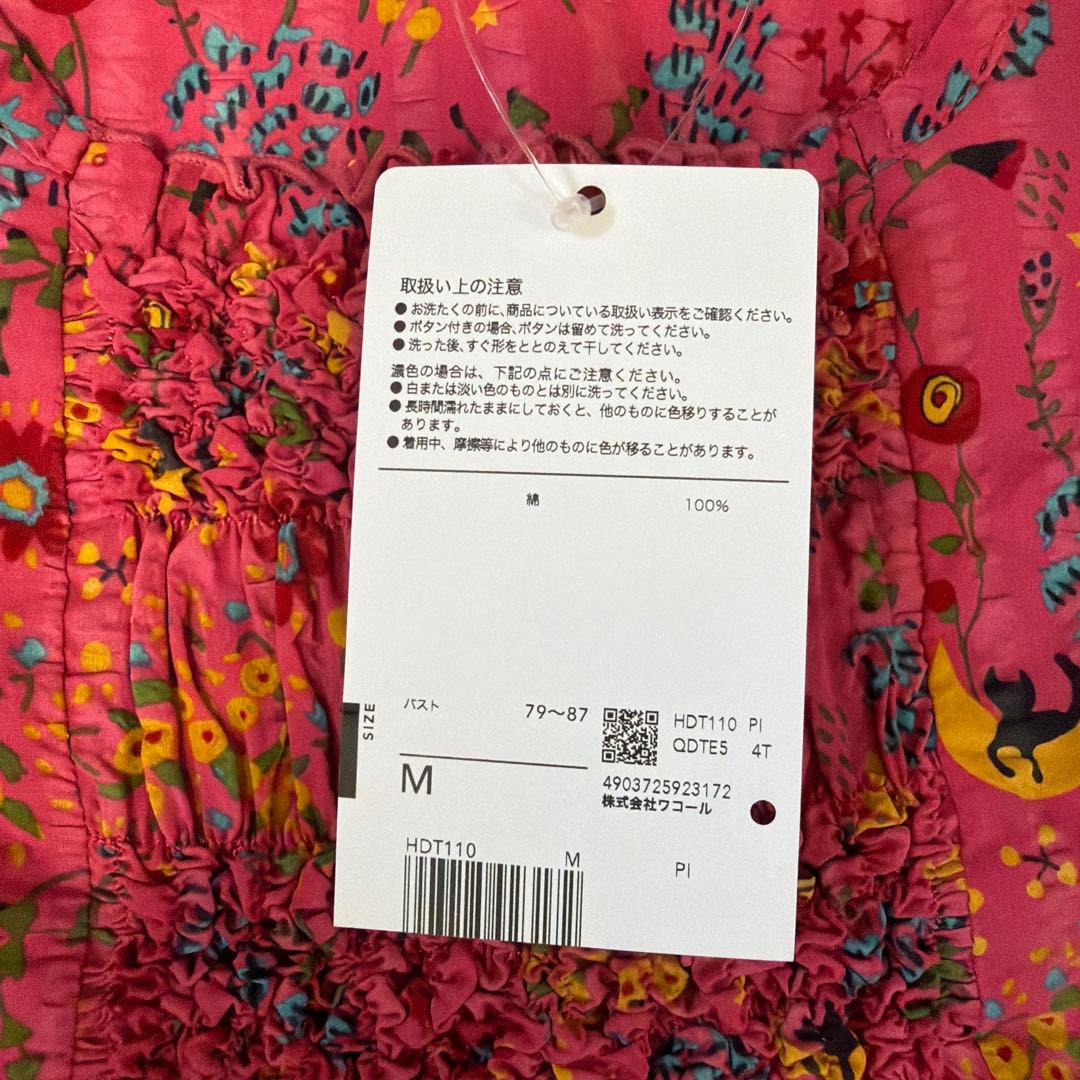 取扱い上の注意
●お洗たくの前に、商品についている取扱い表示をご確認ください。
●ボタン付きの場合、ボタンは留めて洗ってください。
●洗った後、すぐ形をととのえて干してください。
濃色の場合は、下記の点にご注意ください。
●白または淡い色のものとは別に洗ってください。
●長時間濡れたままにしておくと、他のものに色移りすることが
あります。
●着用中、摩擦等により他のものに色が移ることがあります。
綿 100%
SIZE
バスト 79〜87
M
HDT110 PI
QDTE5 4T
4903725923172
株式会社ワコール
HDT110 M
PI